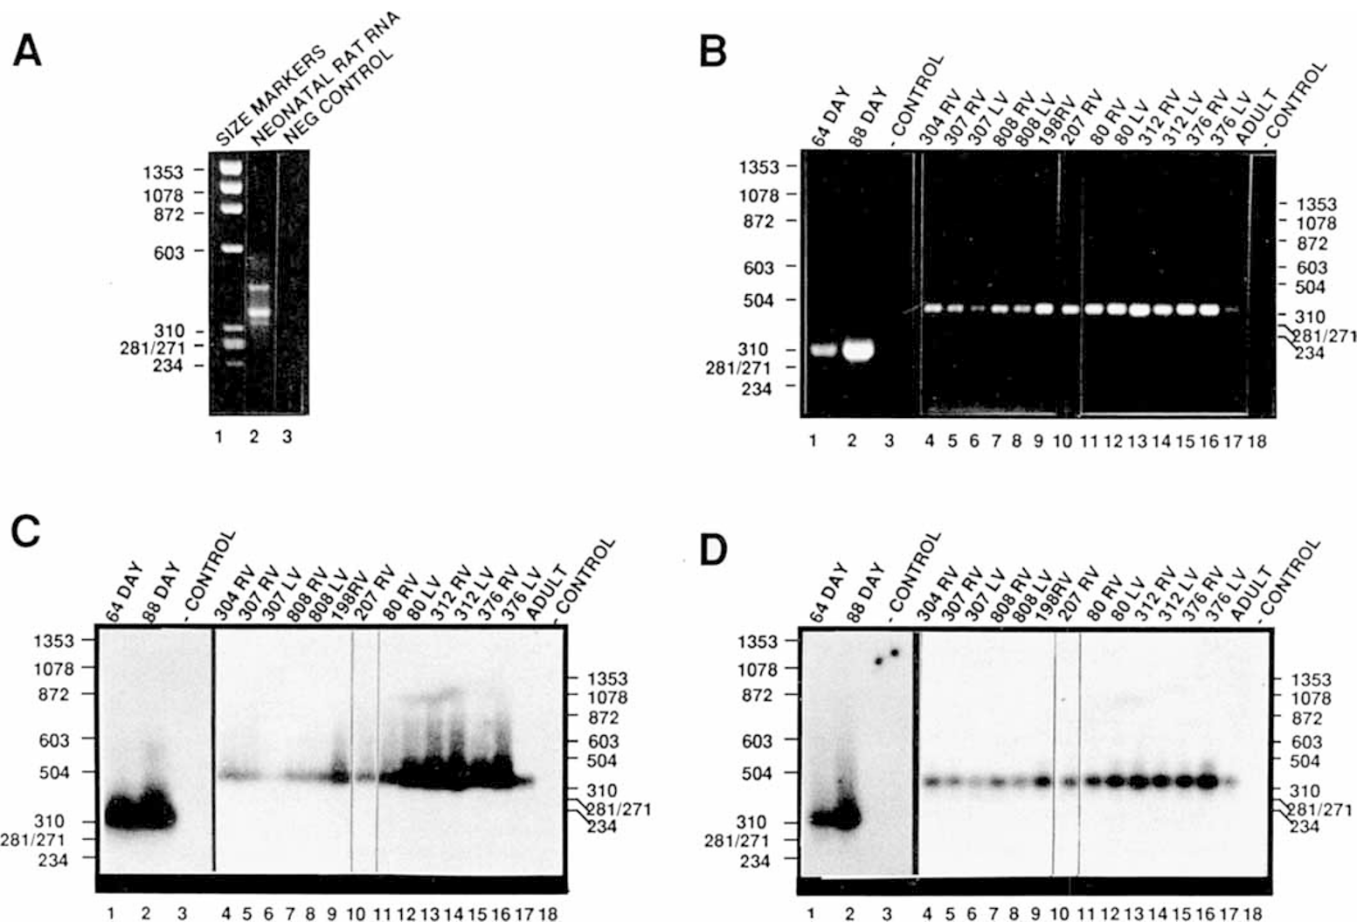 A
SIZE MARKERS
NEONATAL RAT RNA
NEG CONTROL
1353
1078
872
603
310
281/271
234
1 2 3
B
64 DAY
88 DAY
- CONTROL
304 RV
307 RV
307 LV
808 RV
808 LV
198RV
207 RV
80 RV
80 LV
312 RV
312 LV
376 RV
376 LV
ADULT
- CONTROL
1353
1078
872
603
504
310
281/271
234
1353
1078
872
603
504
310
281/271
234
1 2 3 4 5 6 7 8 9 10 11 12 13 14 15 16 17 18
C
64 DAY
88 DAY
- CONTROL
304 RV
307 RV
307 LV
808 RV
808 LV
198RV
207 RV
80 RV
80 LV
312 RV
312 LV
376 RV
376 LV
ADULT
- CONTROL
1353
1078
872
603
504
310
281/271
234
1353
1078
872
603
504
310
281/271
234
1 2 3 4 5 6 7 8 9 10 11 12 13 14 15 16 17 18
D
64 DAY
88 DAY
- CONTROL
304 RV
307 RV
307 LV
808 RV
808 LV
198RV
207 RV
80 RV
80 LV
312 RV
312 LV
376 RV
376 LV
ADULT
- CONTROL
1353
1078
872
603
504
310
281/271
234
1353
1078
872
603
504
310
281/271
234
1 2 3 4 5 6 7 8 9 10 11 12 13 14 15 16 17 18